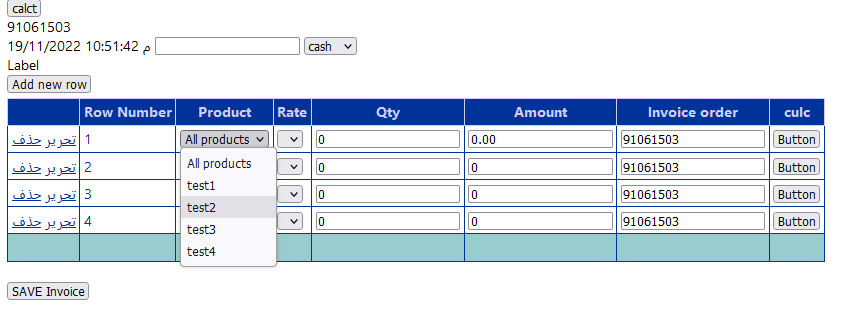 calct
91061503
19/11/2022 10:51:42 م cash
Label
Add new row
Row Number Product Rate Qty Amount Invoice order culc
تحرير حذف 1 All products 0 0.00 91061503 Button
All products
تحرير حذف 2 0 0 91061503 Button
test1
تحرير حذف 3 0 0 91061503 Button
test2
تحرير حذف 4 0 0 91061503 Button
test3
test4
SAVE Invoice